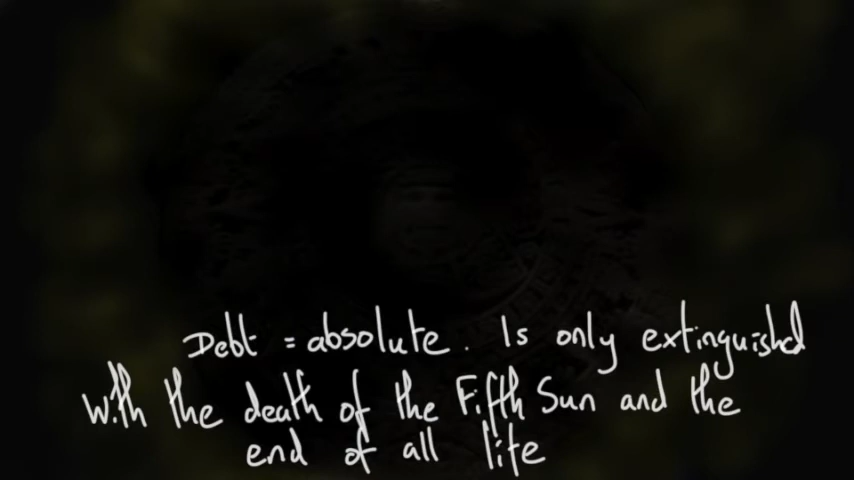 Debt = absolute. Is only extinguished
with the death of the Fifth Sun and the
end of all life